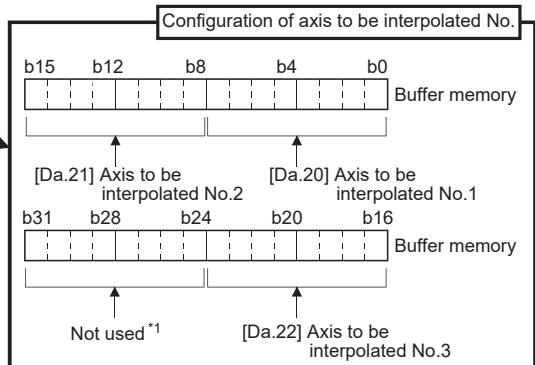 Configuration of axis to be interpolated No.
b15 b12 b8 b4 b0
Buffer memory
[Da.21] Axis to be interpolated No.2
[Da.20] Axis to be interpolated No.1
b31 b28 b24 b20 b16
Buffer memory
Not used *1
[Da.22] Axis to be interpolated No.3